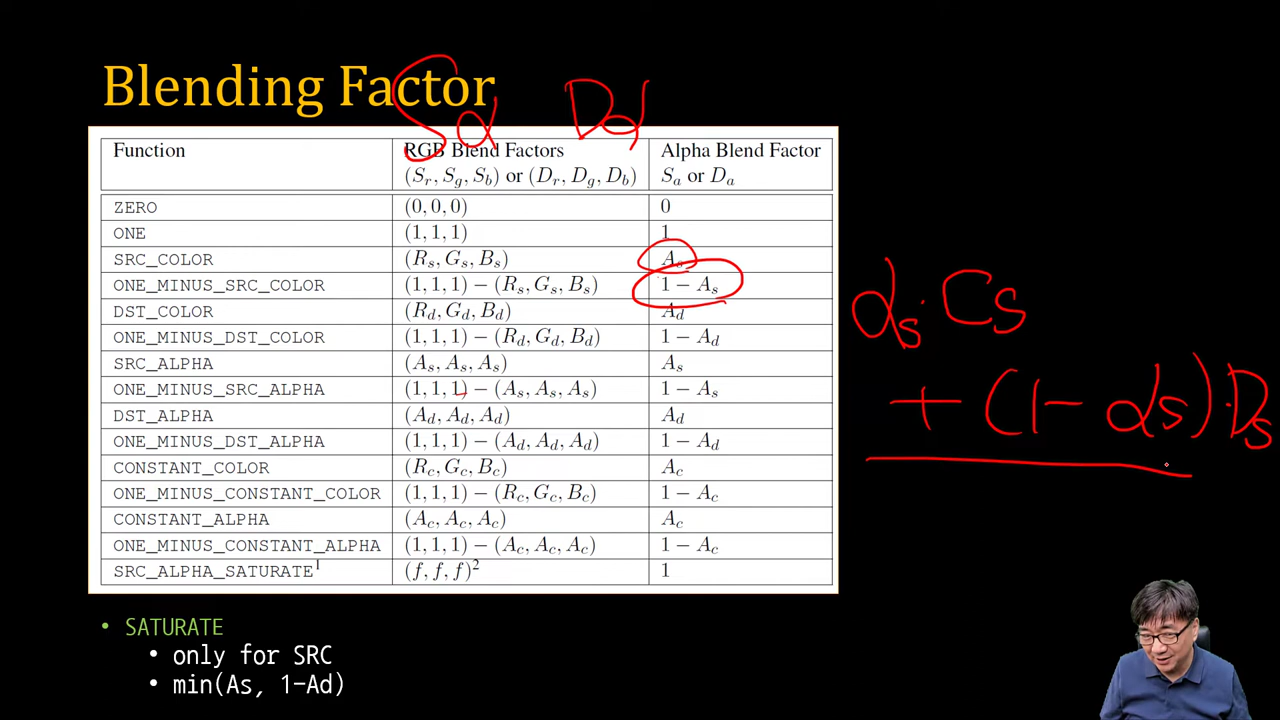 Blending Factor
Sα Dα
Function RGB Blend Factors Alpha Blend Factor
(Sr, Sg, Sb) or (Dr, Dg, Db) Sa or Da
ZERO (0, 0, 0) 0
ONE (1, 1, 1) 1
SRC_COLOR (Rs, Gs, Bs) As
ONE_MINUS_SRC_COLOR (1, 1, 1) − (Rs, Gs, Bs) 1 − As
DST_COLOR (Rd, Gd, Bd) Ad
ONE_MINUS_DST_COLOR (1, 1, 1) − (Rd, Gd, Bd) 1 − Ad
SRC_ALPHA (As, As, As) As
ONE_MINUS_SRC_ALPHA (1, 1, 1) − (As, As, As) 1 − As
DST_ALPHA (Ad, Ad, Ad) Ad
ONE_MINUS_DST_ALPHA (1, 1, 1) − (Ad, Ad, Ad) 1 − Ad
CONSTANT_COLOR (Rc, Gc, Bc) Ac
ONE_MINUS_CONSTANT_COLOR (1, 1, 1) − (Rc, Gc, Bc) 1 − Ac
CONSTANT_ALPHA (Ac, Ac, Ac) Ac
ONE_MINUS_CONSTANT_ALPHA (1, 1, 1) − (Ac, Ac, Ac) 1 − Ac
SRC_ALPHA_SATURATE¹ (f, f, f)² 1
αs · Cs
+ (1 − αs) · Ds
• SATURATE
• only for SRC
• min(As, 1-Ad)